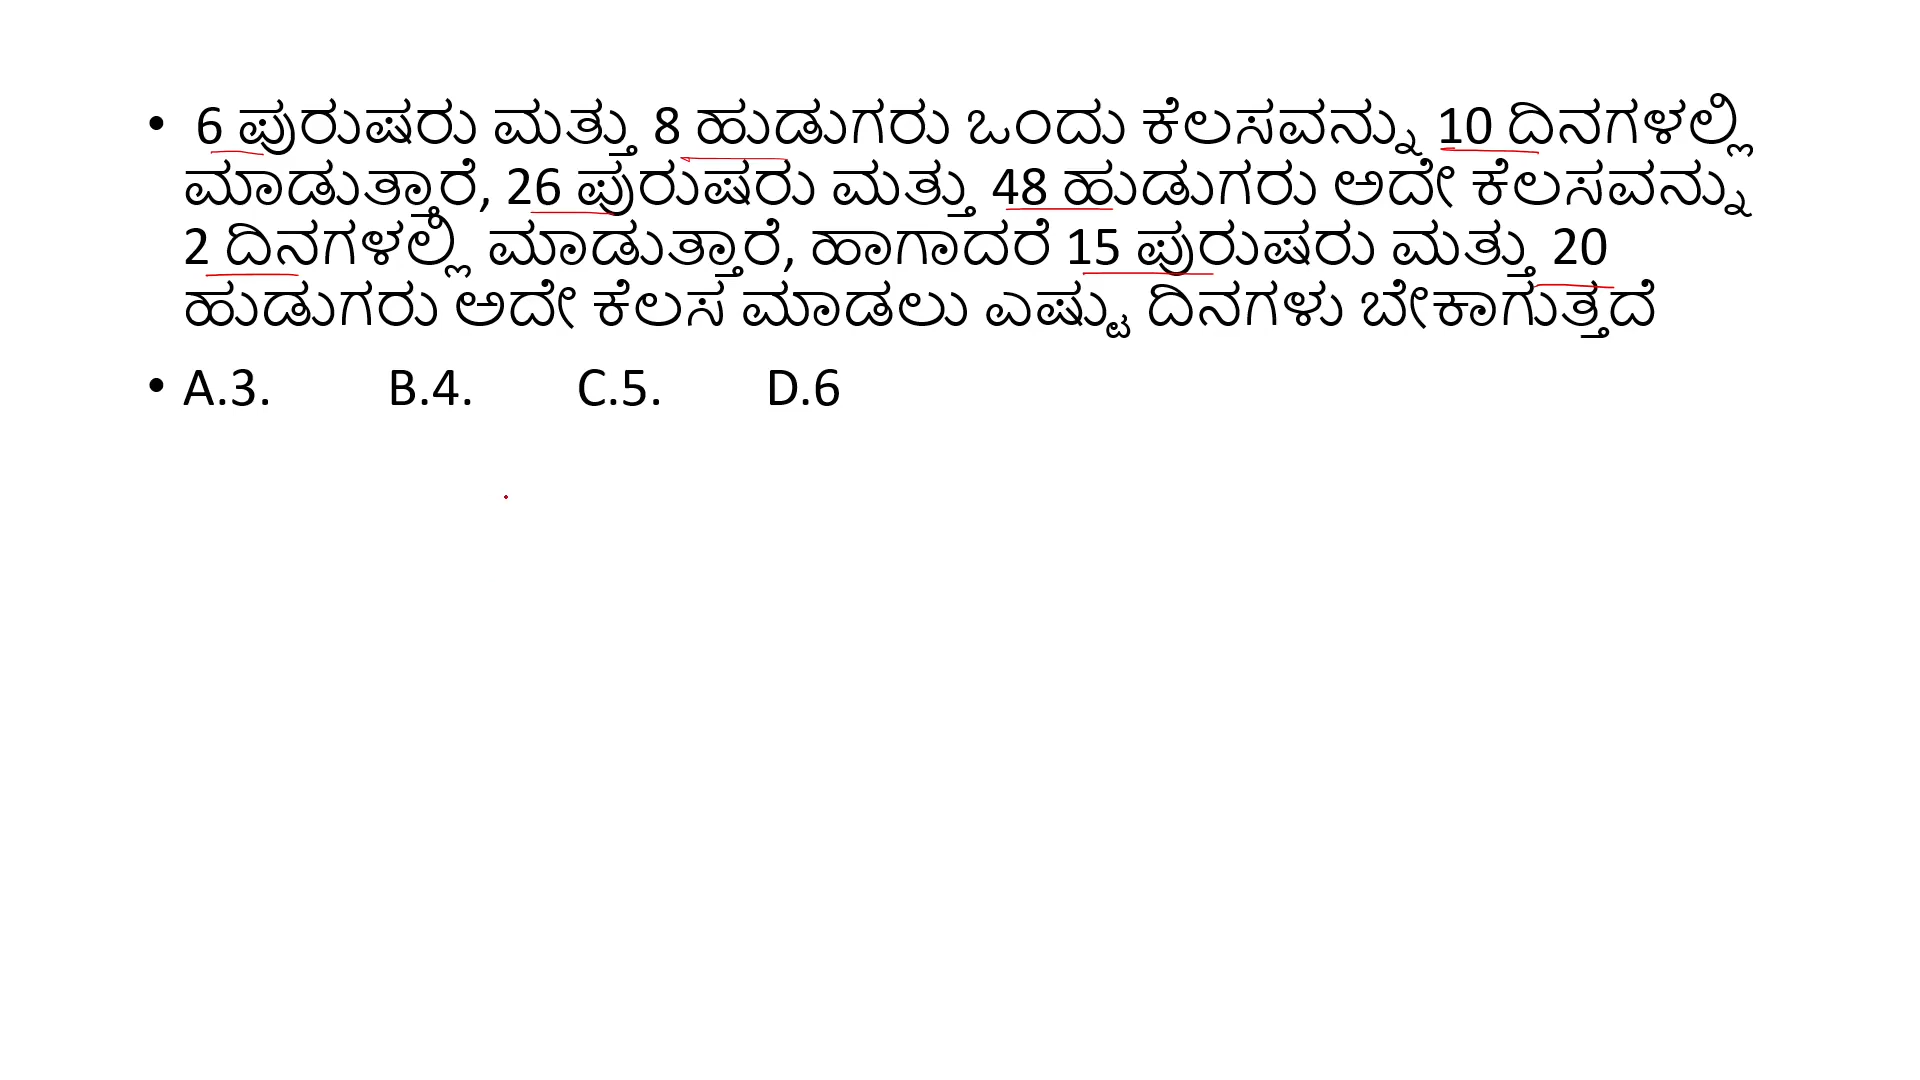 • 6 ಪುರುಷರು ಮತ್ತು 8 ಹುಡುಗರು ಒಂದು ಕೆಲಸವನ್ನು 10 ದಿನಗಳಲ್ಲಿ
ಮಾಡುತ್ತಾರೆ, 26 ಪುರುಷರು ಮತ್ತು 48 ಹುಡುಗರು ಅದೇ ಕೆಲಸವನ್ನು
2 ದಿನಗಳಲ್ಲಿ ಮಾಡುತ್ತಾರೆ, ಹಾಗಾದರೆ 15 ಪುರುಷರು ಮತ್ತು 20
ಹುಡುಗರು ಅದೇ ಕೆಲಸ ಮಾಡಲು ಎಷ್ಟು ದಿನಗಳು ಬೇಕಾಗುತ್ತದೆ
• A.3. B.4. C.5. D.6